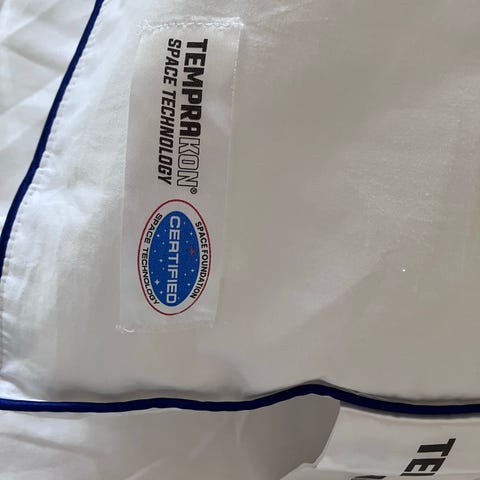 TEMPRAKON®
SPACE TECHNOLOGY
SPACE FOUNDATION
CERTIFIED
SPACE TECHNOLOGY